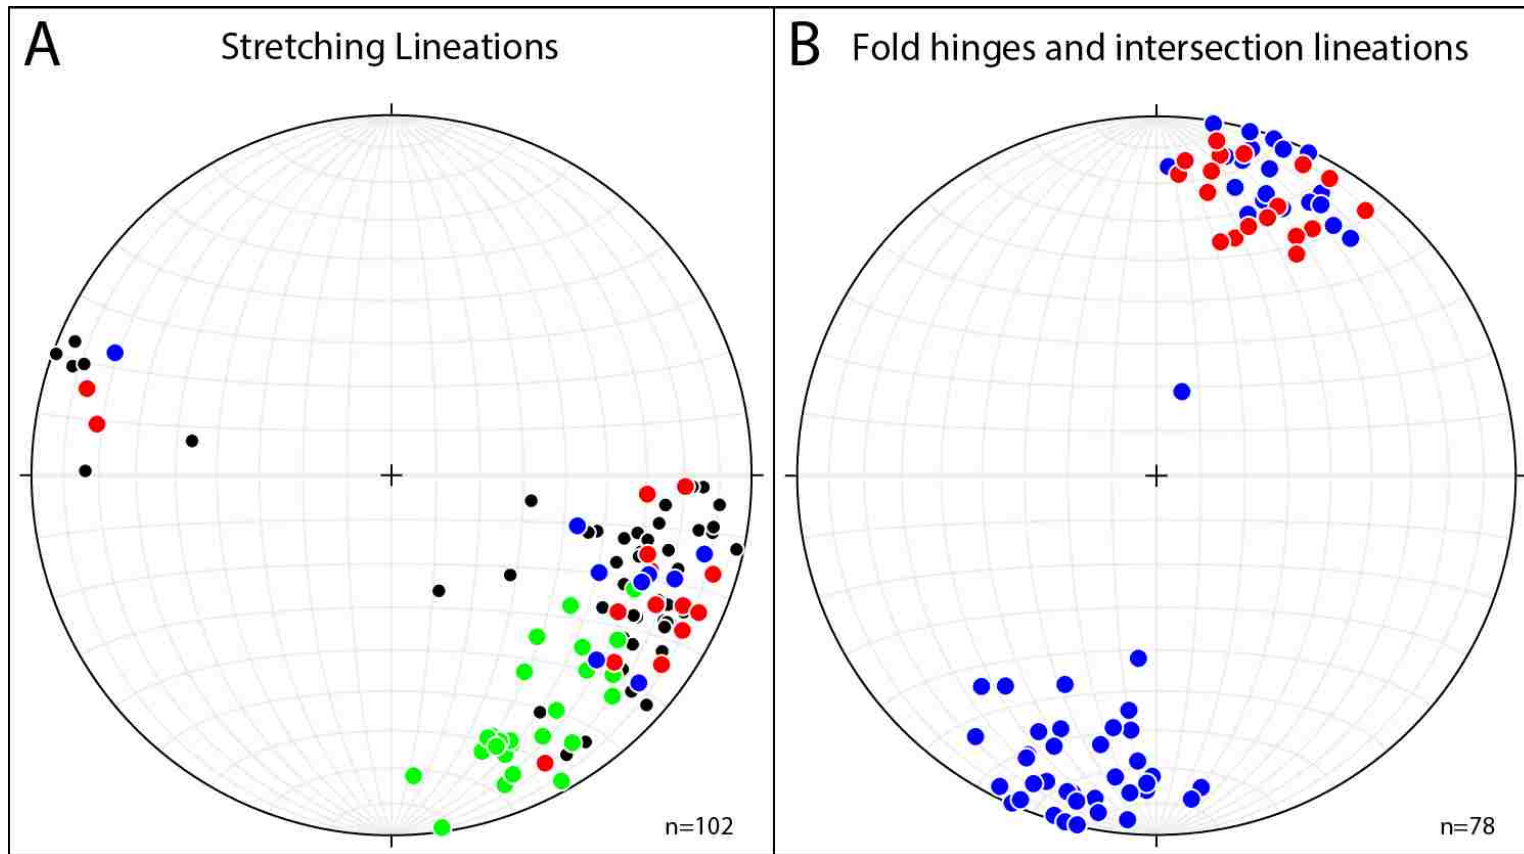 A
Stretching Lineations
n=102
B
Fold hinges and intersection lineations
n=78